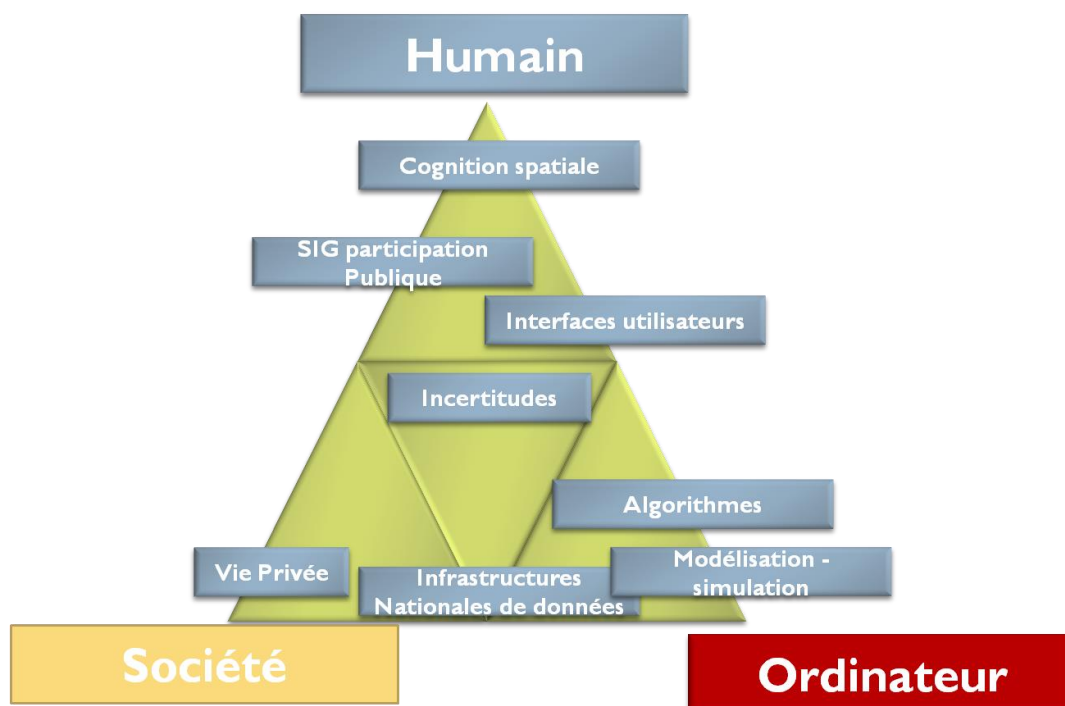 Humain
Cognition spatiale
SIG participation
Publique
Interfaces utilisateurs
Incertitudes
Algorithmes
Vie Privée
Infrastructures
Nationales de données
Modélisation -
simulation
Société
Ordinateur